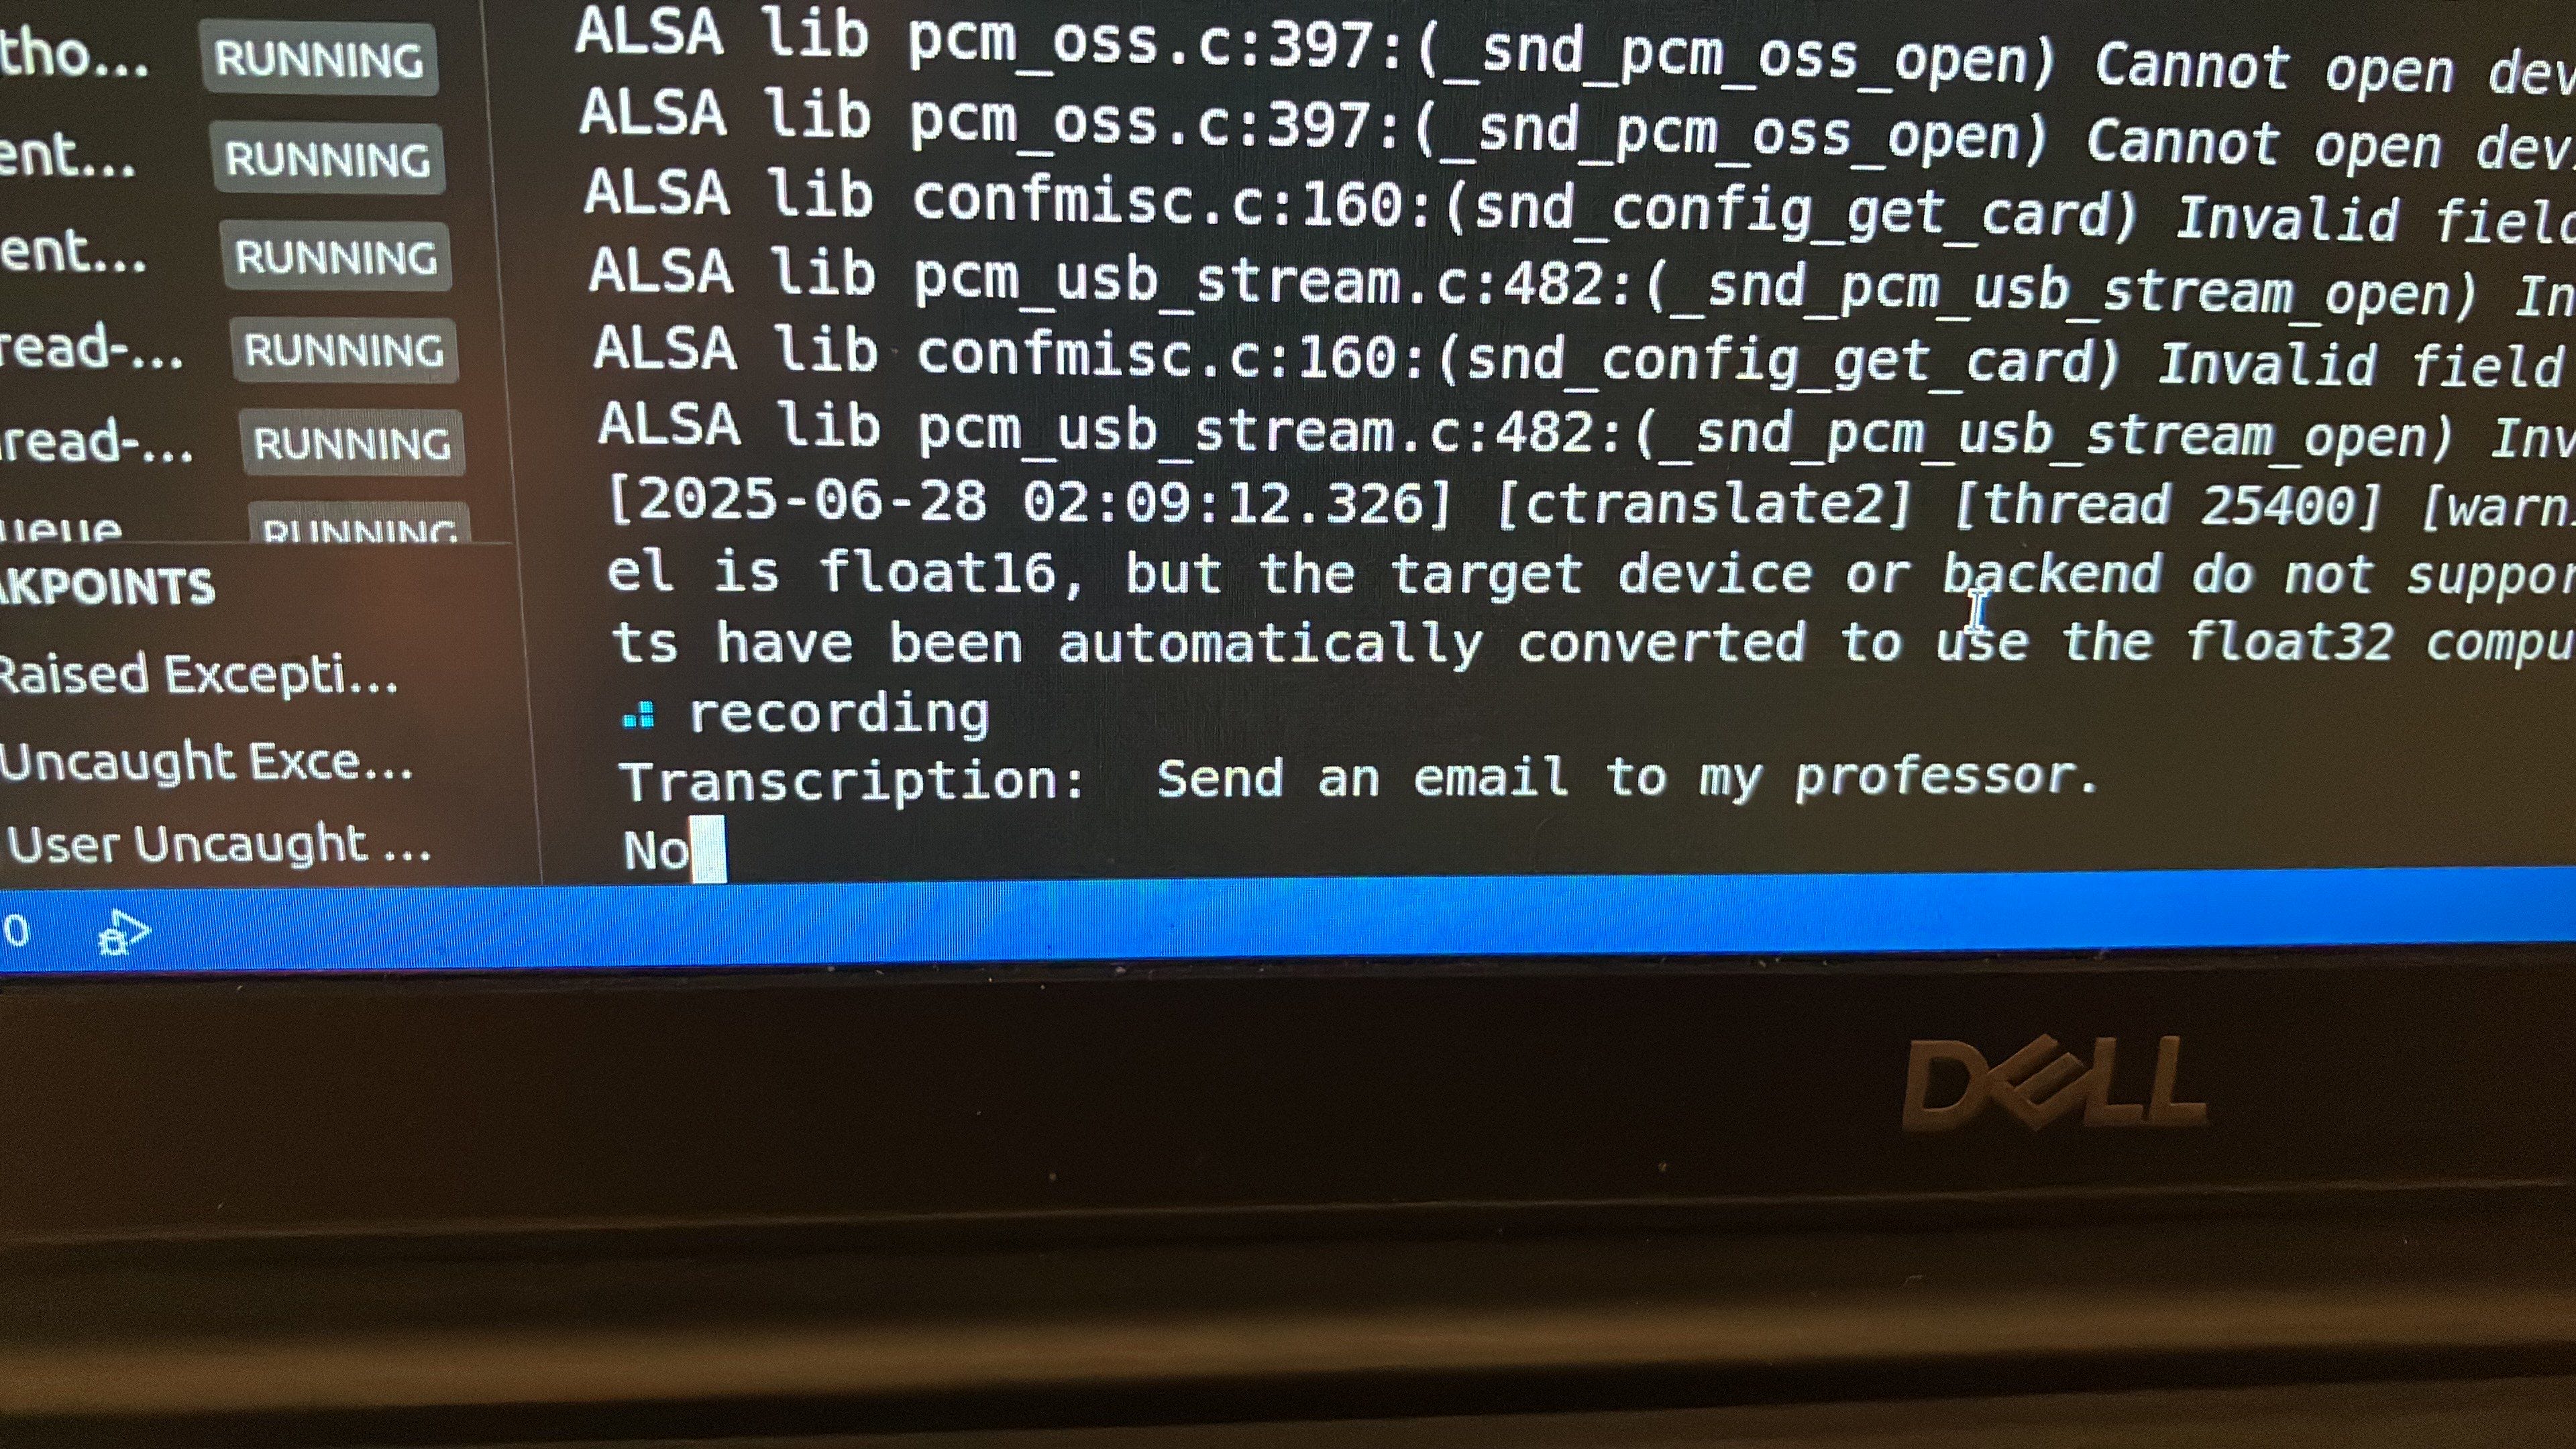 tho... RUNNING
ent... RUNNING
ent... RUNNING
read-... RUNNING
read-... RUNNING
ueue RUNNING
AKPOINTS
Raised Excepti...
Uncaught Exce...
User Uncaught ...
ALSA lib pcm_oss.c:397:(_snd_pcm_oss_open) Cannot open dev
ALSA lib pcm_oss.c:397:(_snd_pcm_oss_open) Cannot open dev
ALSA lib confmisc.c:160:(snd_config_get_card) Invalid field
ALSA lib pcm_usb_stream.c:482:(_snd_pcm_usb_stream_open) In
ALSA lib confmisc.c:160:(snd_config_get_card) Invalid field
ALSA lib pcm_usb_stream.c:482:(_snd_pcm_usb_stream_open) Inv
[2025-06-28 02:09:12.326] [ctranslate2] [thread 25400] [warn
el is float16, but the target device or backend do not suppor
ts have been automatically converted to use the float32 compu
recording
Transcription:  Send an email to my professor.
No
0
DELL